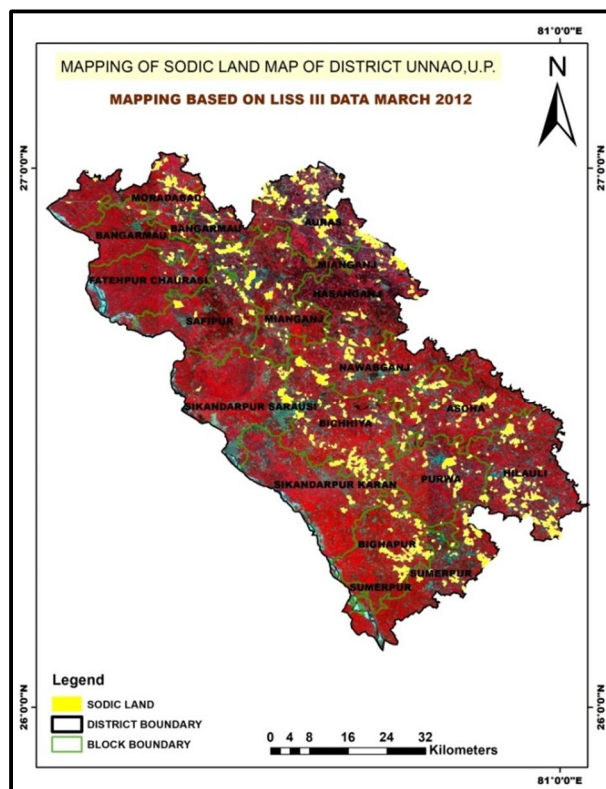 81°0'0"E
MAPPING OF SODIC LAND MAP OF DISTRICT UNNAO,U.P.
MAPPING BASED ON LISS III DATA MARCH 2012
N
27°0'0"N
27°0'0"N
MORADABAD
AURAS
BANGARMAU
BANGARMAU
MIANGANJ
FATEHPUR CHAURASI
HASANGANJ
SAFIPUR
MIANGANJ
NAWABGANJ
SIKANDARPUR SARAUSI
ASOHA
BICHHIYA
HILAULI
PURWA
SIKANDARPUR KARAN
BIGHAPUR
SUMERPUR
SUMERPUR
Legend
SODIC LAND
DISTRICT BOUNDARY
BLOCK BOUNDARY
0 4 8 16 24 32
Kilometers
26°0'0"N
26°0'0"N
81°0'0"E